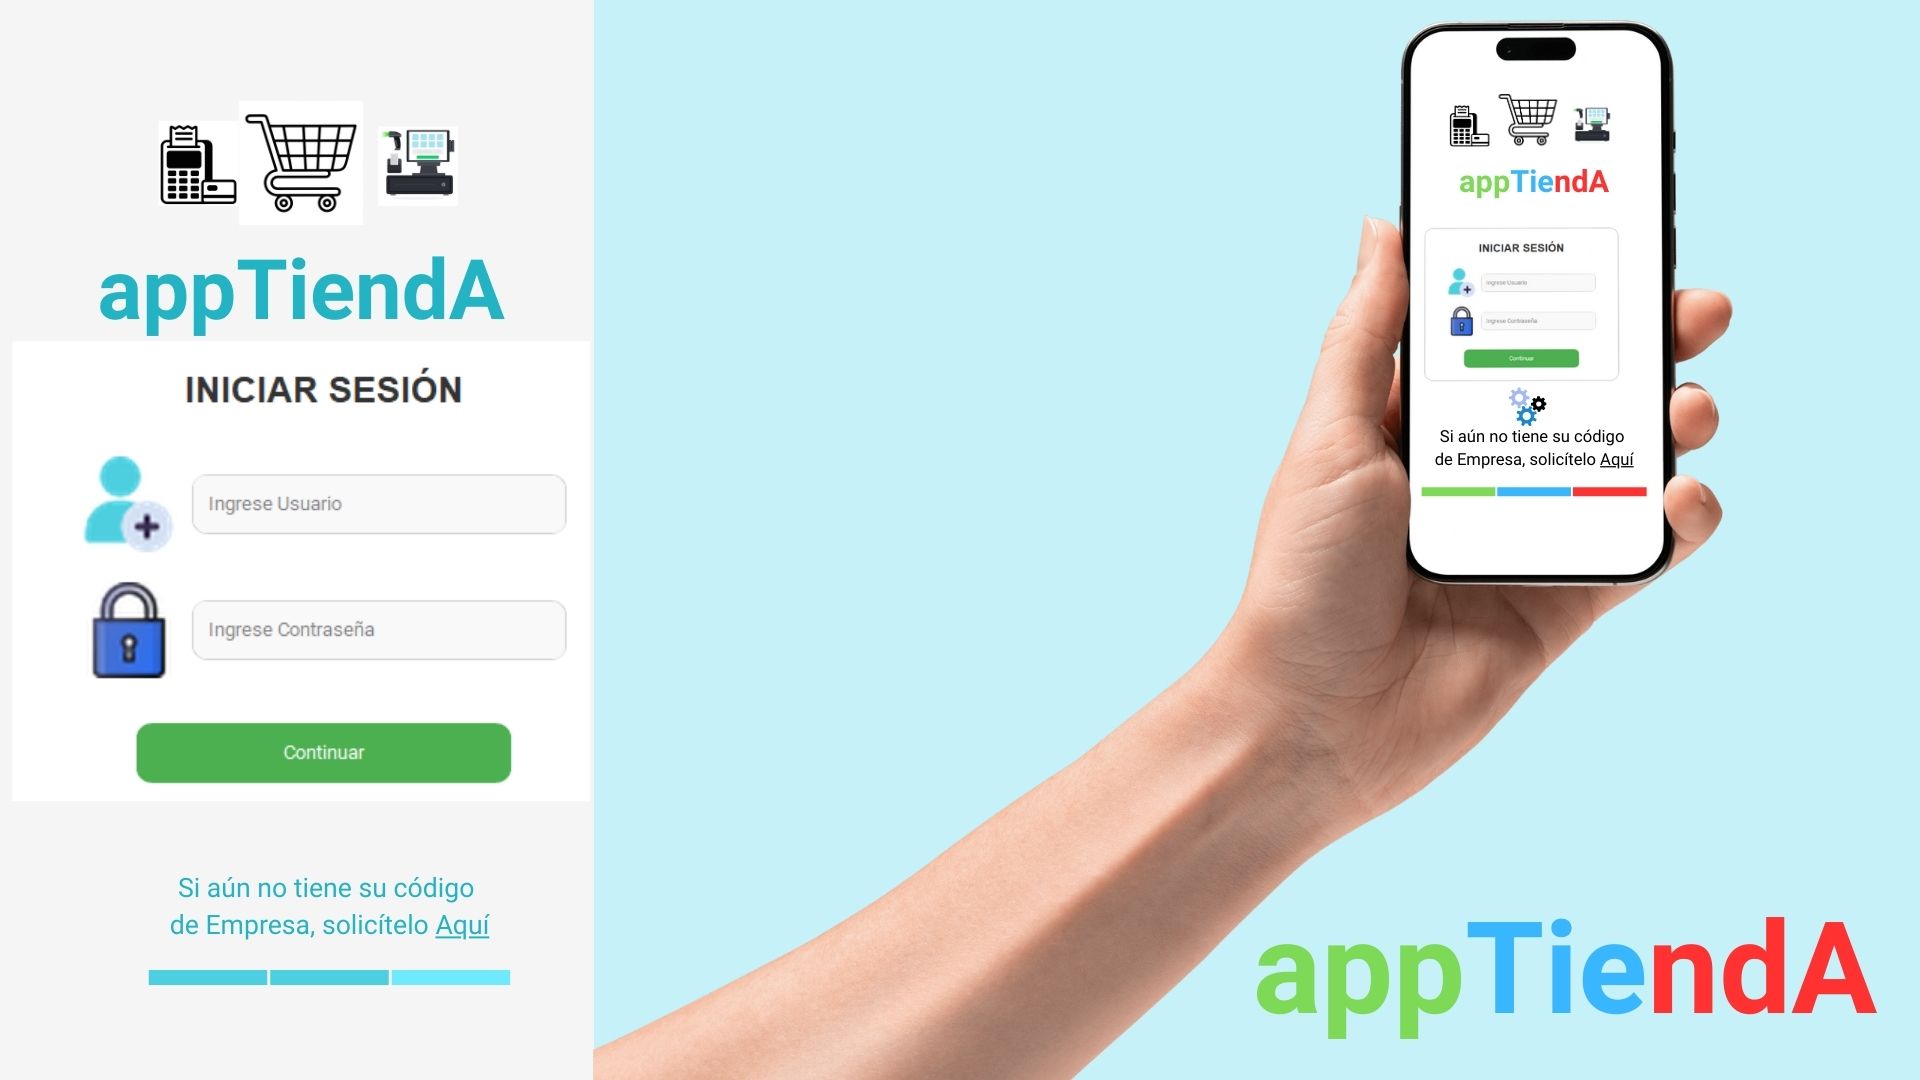 appTiendA
INICIAR SESIÓN
Ingrese Usuario
Ingrese Contraseña
Continuar
Si aún no tiene su código
de Empresa, solicítelo Aquí
appTiendA
INICIAR SESIÓN
Ingrese Usuario
Ingrese Contraseña
Continuar
Si aún no tiene su código
de Empresa, solicítelo Aquí
appTiendA